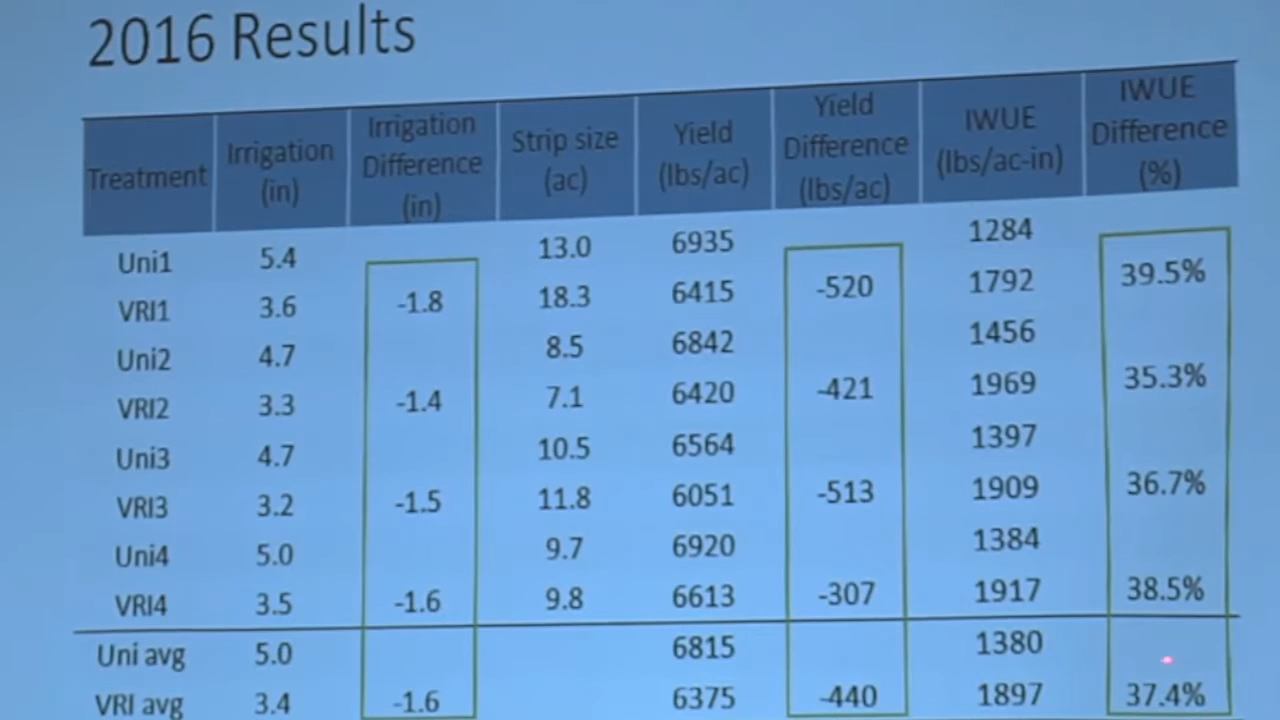 2016 Results
Treatment Irrigation (in) Irrigation Difference (in) Strip size (ac) Yield (lbs/ac) Yield Difference (lbs/ac) IWUE (lbs/ac-in) IWUE Difference (%)
Uni1 5.4 13.0 6935 1284
VRI1 3.6 -1.8 18.3 6415 -520 1792 39.5%
Uni2 4.7 8.5 6842 1456
VRI2 3.3 -1.4 7.1 6420 -421 1969 35.3%
Uni3 4.7 10.5 6564 1397
VRI3 3.2 -1.5 11.8 6051 -513 1909 36.7%
Uni4 5.0 9.7 6920 1384
VRI4 3.5 -1.6 9.8 6613 -307 1917 38.5%
Uni avg 5.0 6815 1380
VRI avg 3.4 -1.6 6375 -440 1897 37.4%